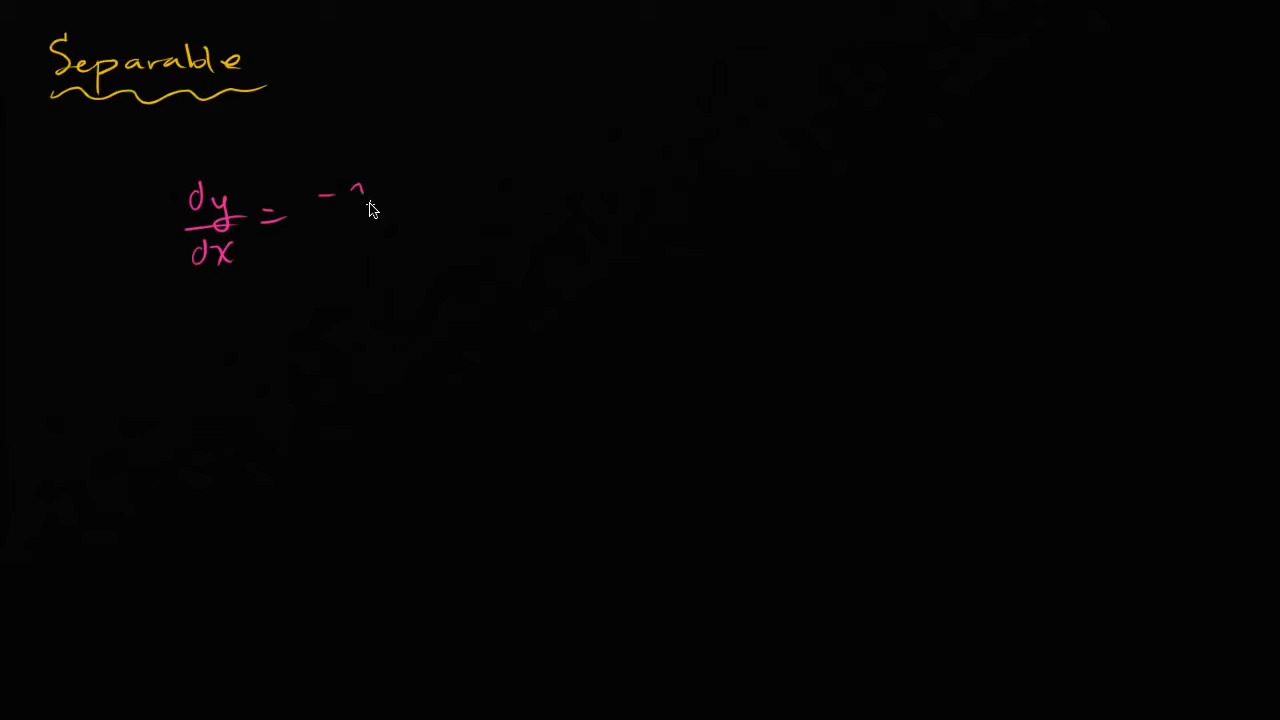 Separable
dy/dx = -